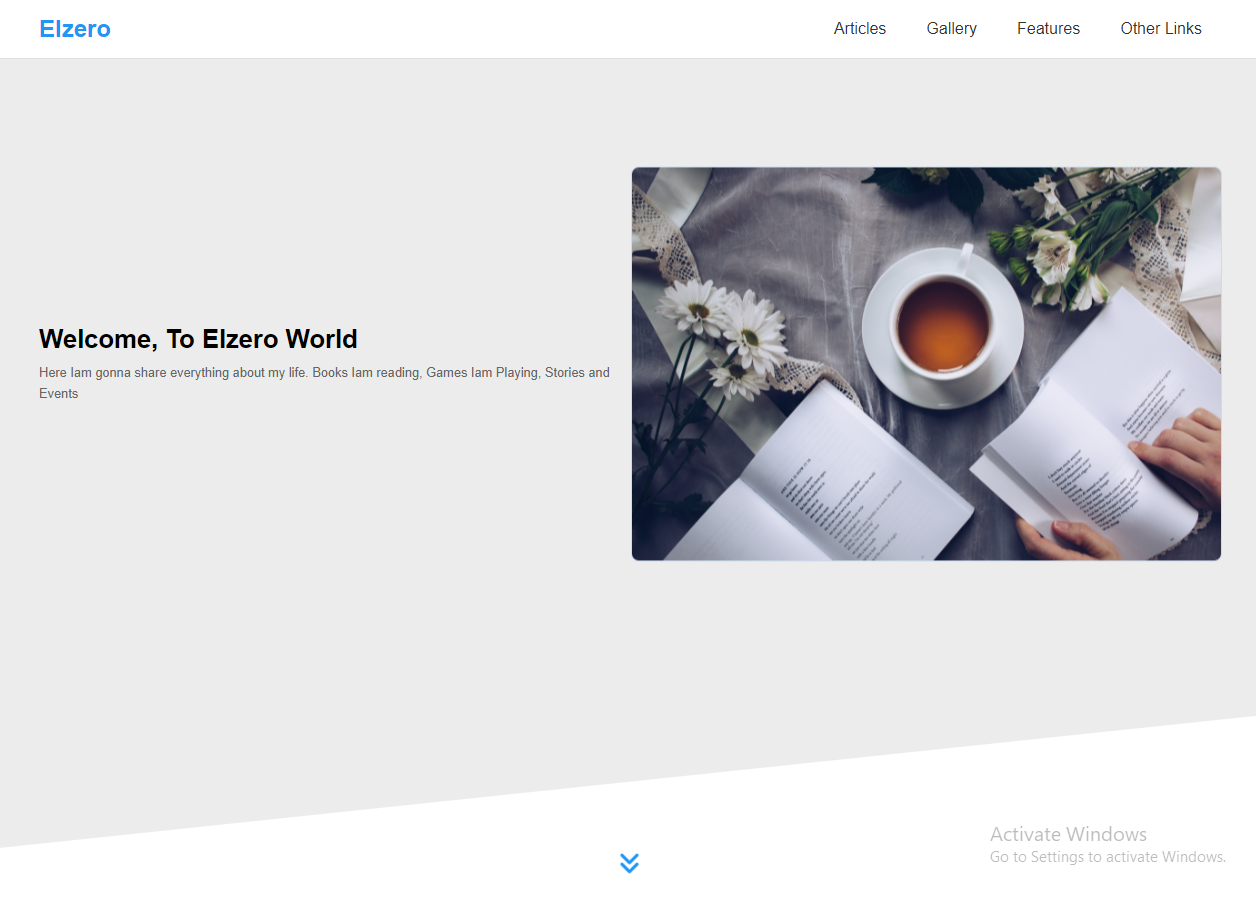 Elzero
Articles
Gallery
Features
Other Links
Welcome, To Elzero World
Here Iam gonna share everything about my life. Books Iam reading, Games Iam Playing, Stories and
Events
Activate Windows
Go to Settings to activate Windows.